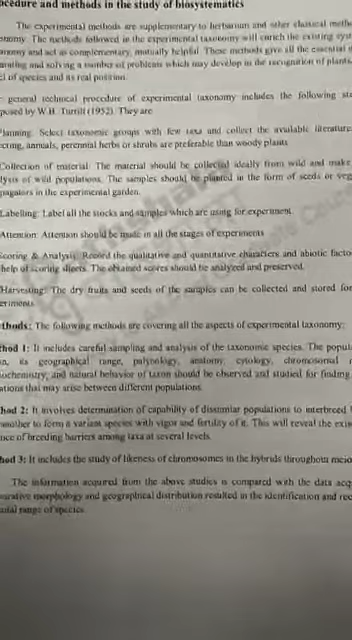 ocedure and methods in the study of biosystematics
The experimental methods are supplementary to herbarium and other classical meth
onomy. The methods followed in the experimental taxonomy will enrich the existing syst
onomy and act as complementary, mutually helpful. These methods give all the essential
and solving a number of problems which may develop in the recognition of plants,
of species and its real position.
general technical procedure of experimental taxonomy includes the following ste
posed by W.B. Turrill (1952). They are
Planning: Select taxonomic groups with few taxa and collect the available literature
annuals, perennial herbs or shrubs are preferable than woody plants
Collection of material: The material should be collected ideally from wild and make
lysis of wild populations. The samples should be planted in the form of seeds or veg
pagators in the experimental garden.
Labelling: Label all the stocks and samples which are using for experiment.
Attention: Attention should be made in all the stages of experiments
Scoring & Analysis: Record the qualitative and quantitative characters and abiotic facto
help of scoring sheets. The obtained scores should be analyzed and preserved.
Harvesting: The dry fruits and seeds of the samples can be collected and stored for
eriments.
thods: The following methods are covering all the aspects of experimental taxonomy:
thod 1: It includes careful sampling and analysis of the taxonomic species. The popul
on, its geographical range, palynology, anatomy, cytology, chromosomal
iochemistry, and natural behavior of taxon should be observed and studied for finding
ations that may arise between different populations.
hod 2: It involves determination of capability of dissimilar populations to interbreed
another to form a variant species with vigor and fertility of it. This will reveal the exis
nce of breeding barriers among taxa at several levels.
hod 3: It includes the study of likeness of chromosomes in the hybrids throughout meio
The information acquired from the above studies is compared with the data acq
parative morphology and geographical distribution resulted in the identification and rec
range of species.